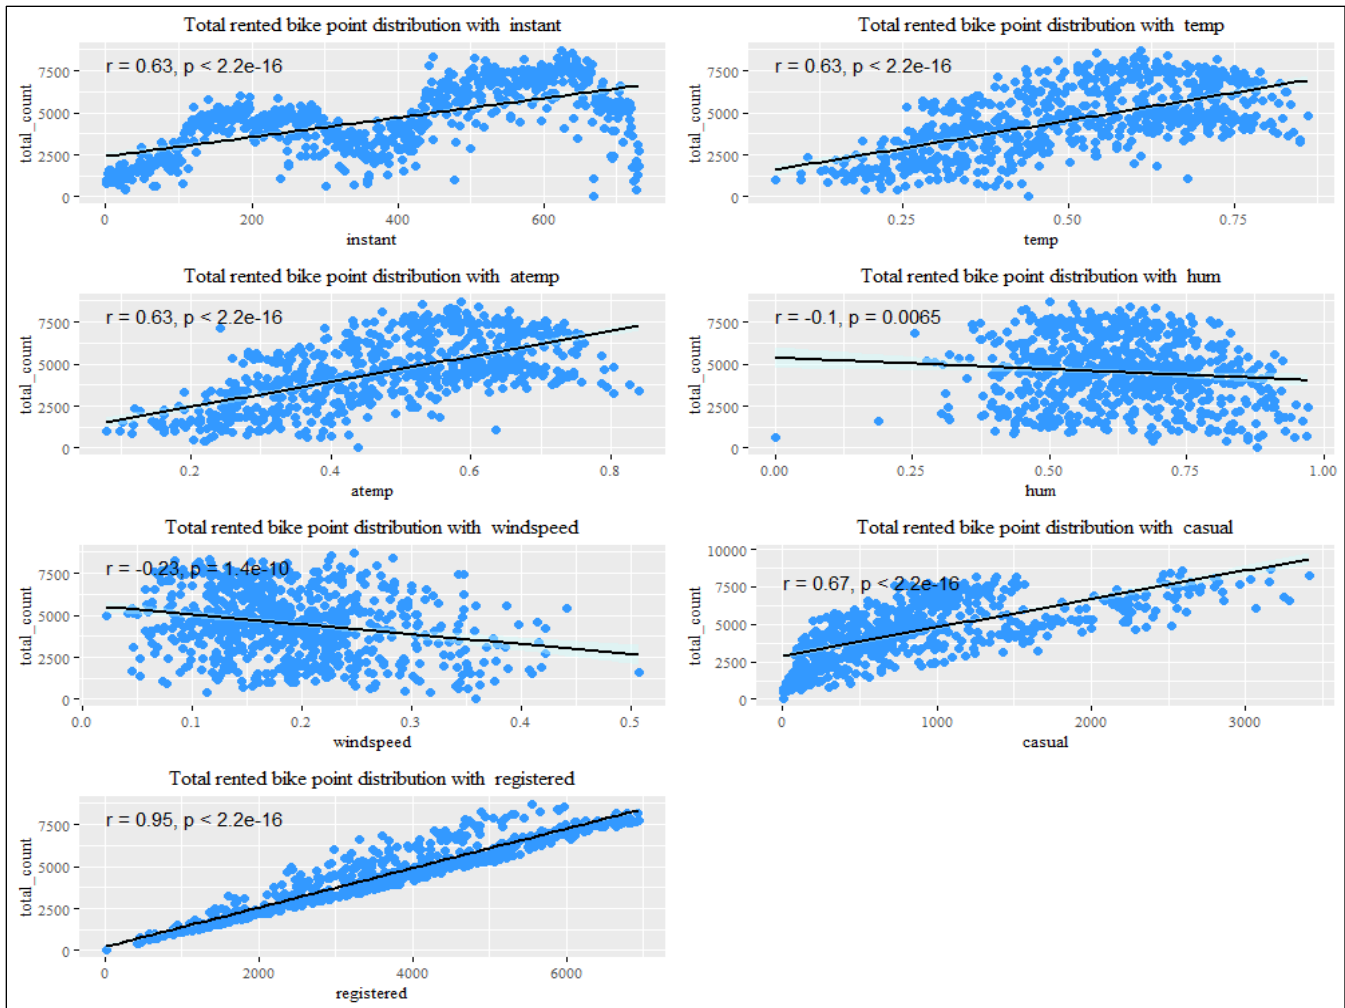 Total rented bike point distribution with  instant
r = 0.63, p < 2.2e-16
total_count
7500
5000
2500
0
0 200 400 600
instant
Total rented bike point distribution with  temp
r = 0.63, p < 2.2e-16
total_count
7500
5000
2500
0
0.25 0.50 0.75
temp
Total rented bike point distribution with  atemp
r = 0.63, p < 2.2e-16
total_count
7500
5000
2500
0
0.2 0.4 0.6 0.8
atemp
Total rented bike point distribution with  hum
r = -0.1, p = 0.0065
total_count
7500
5000
2500
0
0.00 0.25 0.50 0.75 1.00
hum
Total rented bike point distribution with  windspeed
r = -0.23, p = 1.4e-10
total_count
7500
5000
2500
0
0.0 0.1 0.2 0.3 0.4 0.5
windspeed
Total rented bike point distribution with  casual
r = 0.67, p < 2.2e-16
total_count
10000
7500
5000
2500
0
0 1000 2000 3000
casual
Total rented bike point distribution with  registered
r = 0.95, p < 2.2e-16
total_count
7500
5000
2500
0
0 2000 4000 6000
registered